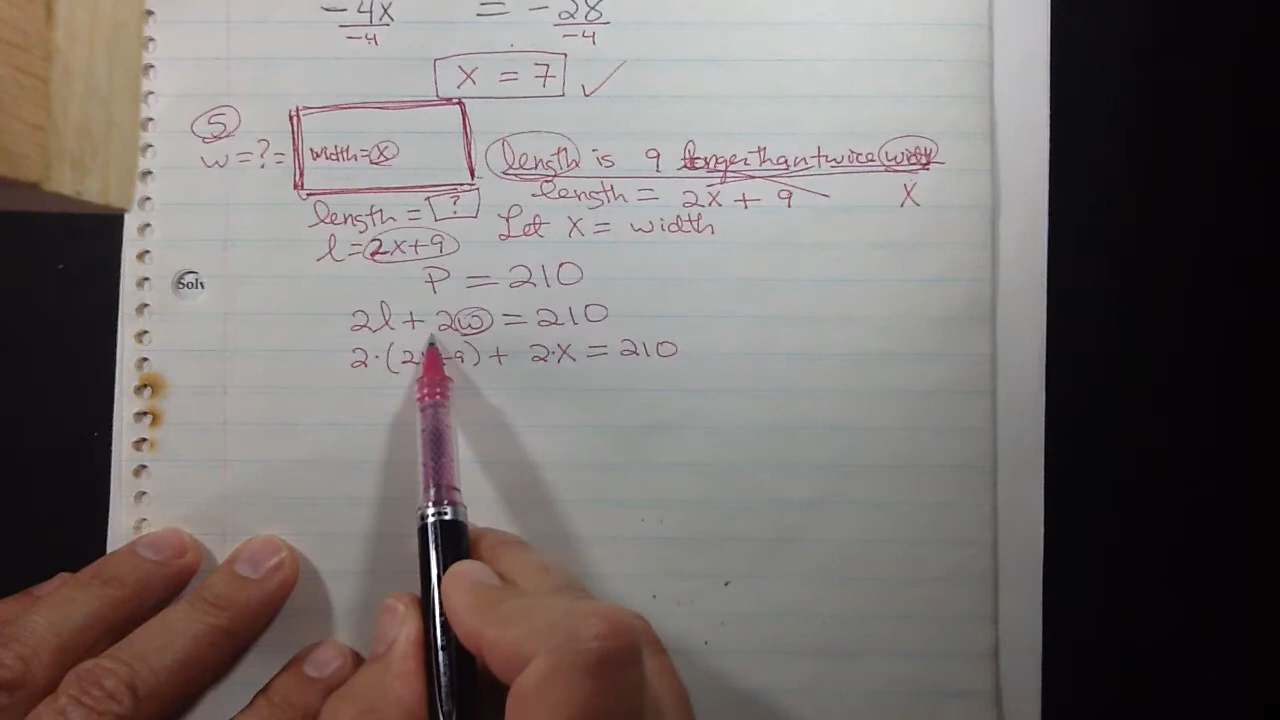 -4x = -28
-4 -4
x = 7 ✓
5
w=?= width=x length is 9 longer than twice width
length = 2x + 9 x
length = ?
Let x = width
l=2x+9
P = 210
2l + 2w = 210
2·(2x+9) + 2·x = 210
Solv